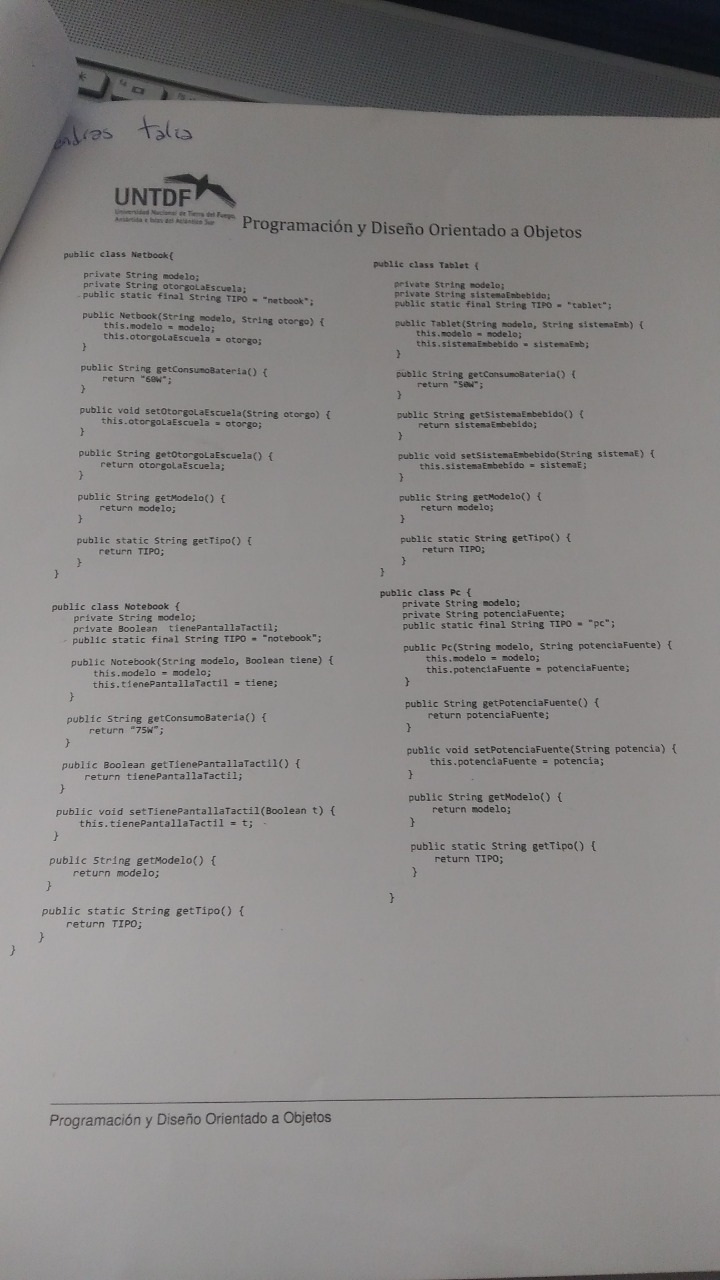 talia
UNTDF
Universidad Nacional de Tierra del Fuego,
Antártida e Islas del Atlántico Sur
Programación y Diseño Orientado a Objetos
public class Netbook{
private String modelo;
private String otorgoLaEscuela;
public static final String TIPO = "netbook";
public Netbook(String modelo, String otorgo) {
this.modelo = modelo;
this.otorgoLaEscuela = otorgo;
}
public String getConsumoBateria() {
return "60W";
}
public void setOtorgoLaEscuela(String otorgo) {
this.otorgoLaEscuela = otorgo;
}
public String getOtorgoLaEscuela() {
return otorgoLaEscuela;
}
public String getModelo() {
return modelo;
}
public static String getTipo() {
return TIPO;
}
}
public class Notebook {
private String modelo;
private Boolean tienePantallaTactil;
public static final String TIPO = "notebook";
public Notebook(String modelo, Boolean tiene) {
this.modelo = modelo;
this.tienePantallaTactil = tiene;
}
public String getConsumoBateria() {
return "75W";
}
public Boolean getTienePantallaTactil() {
return tienePantallaTactil;
}
public void setTienePantallaTactil(Boolean t) {
this.tienePantallaTactil = t;
}
public String getModelo() {
return modelo;
}
public static String getTipo() {
return TIPO;
}
}
public class Tablet {
private String modelo;
private String sistemaEmbebido;
public static final String TIPO = "tablet";
public Tablet(String modelo, String sistemaEmb) {
this.modelo = modelo;
this.sistemaEmbebido = sistemaEmb;
}
public String getConsumoBateria() {
return "50W";
}
public String getSistemaEmbebido() {
return sistemaEmbebido;
}
public void setSistemaEmbebido(String sistemaE) {
this.sistemaEmbebido = sistemaE;
}
public String getModelo() {
return modelo;
}
public static String getTipo() {
return TIPO;
}
}
public class Pc {
private String modelo;
private String potenciaFuente;
public static final String TIPO = "pc";
public Pc(String modelo, String potenciaFuente) {
this.modelo = modelo;
this.potenciaFuente = potenciaFuente;
}
public String getPotenciaFuente() {
return potenciaFuente;
}
public void setPotenciaFuente(String potencia) {
this.potenciaFuente = potencia;
}
public String getModelo() {
return modelo;
}
public static String getTipo() {
return TIPO;
}
}
Programación y Diseño Orientado a Objetos